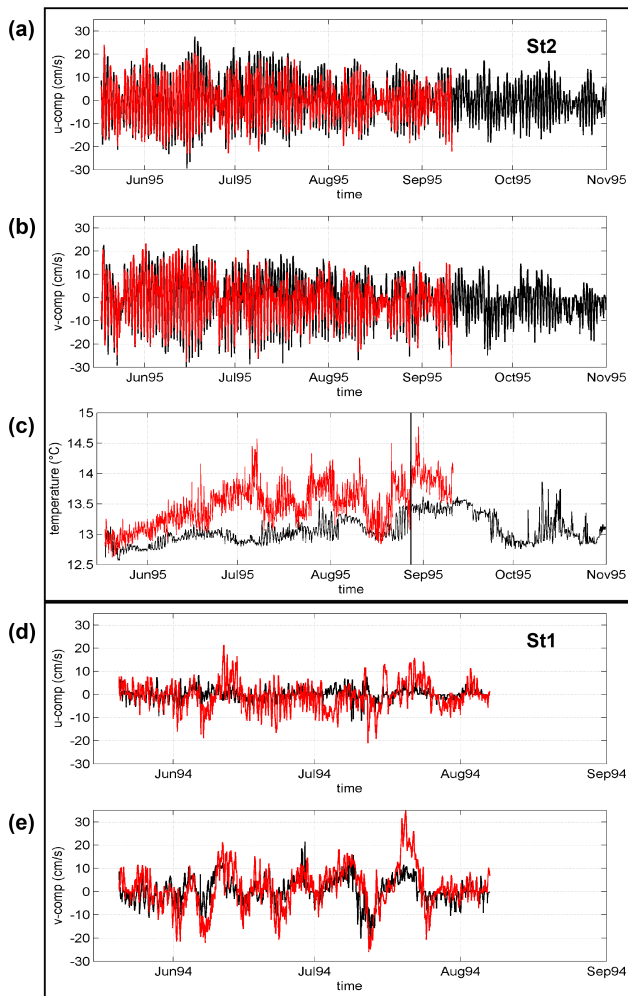 (a)
St2
30
20
10
0
-10
-20
-30
u-comp (cm/s)
Jun95 Jul95 Aug95 Sep95 Oct95 Nov95
time
(b)
30
20
10
0
-10
-20
-30
v-comp (cm/s)
Jun95 Jul95 Aug95 Sep95 Oct95 Nov95
time
(c)
15
14.5
14
13.5
13
12.5
temperature (°C)
Jun95 Jul95 Aug95 Sep95 Oct95 Nov95
time
(d)
St1
30
20
10
0
-10
-20
-30
u-comp (cm/s)
Jun94 Jul94 Aug94 Sep94
time
(e)
30
20
10
0
-10
-20
-30
v-comp (cm/s)
Jun94 Jul94 Aug94 Sep94
time